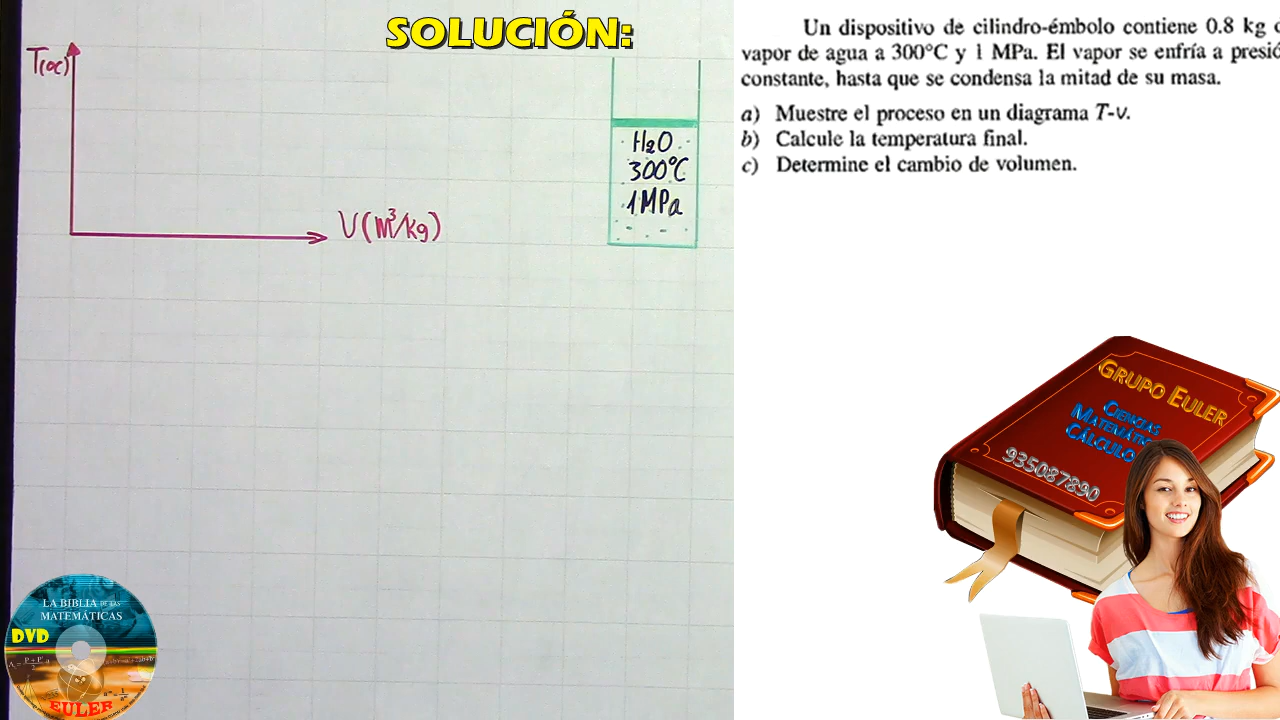 SOLUCIÓN:
T(°C)
V(m³/kg)
H₂O
300°C
1MPa
Un dispositivo de cilindro-émbolo contiene 0.8 kg
vapor de agua a 300°C y 1 MPa. El vapor se enfría a presió
constante, hasta que se condensa la mitad de su masa.
a) Muestre el proceso en un diagrama T-v.
b) Calcule la temperatura final.
c) Determine el cambio de volumen.
GRUPO EULER
CIENCIAS
MATEMÁTIC
CÁLCULO
935087890
LA BIBLIA DE LAS
MATEMÁTICAS
DVD
EULER